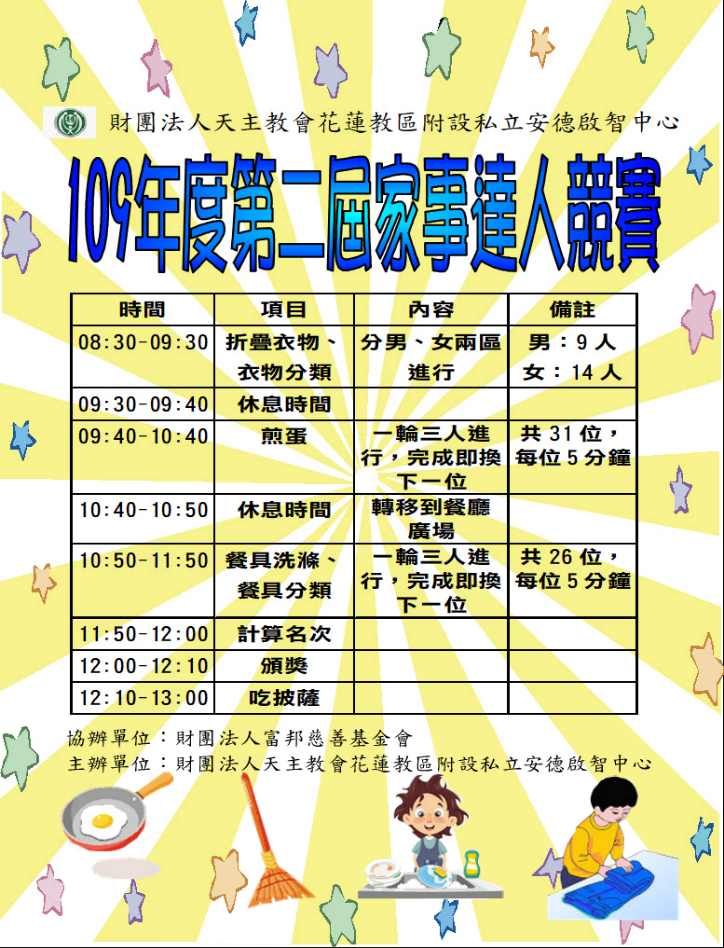 財團法人天主教會花蓮教區附設私立安德啟智中心
109年度第二屆家事達人競賽
時間 項目 內容 備註
08:30-09:30 折疊衣物、 分男、女兩區 男：9人
衣物分類 進行 女：14人
09:30-09:40 休息時間
09:40-10:40 煎蛋 一輪三人進 共31位，
行，完成即換 每位5分鐘
下一位
10:40-10:50 休息時間 轉移到餐廳
廣場
10:50-11:50 餐具洗滌、 一輪三人進 共26位，
餐具分類 行，完成即換 每位5分鐘
下一位
11:50-12:00 計算名次
12:00-12:10 頒獎
12:10-13:00 吃披薩
協辦單位：財團法人富邦慈善基金會
主辦單位：財團法人天主教會花蓮教區附設私立安德啟智中心